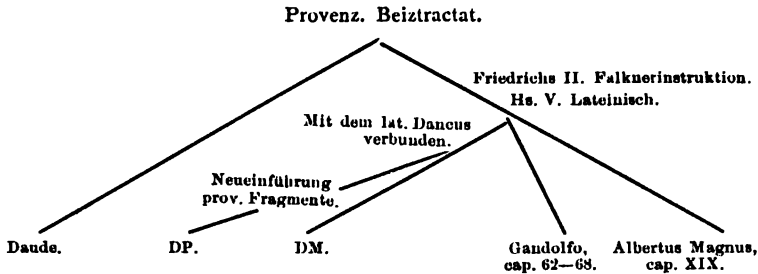 Provenz. Beiztractat.
Friedrichs II. Falknerinstruktion.
Hs. V. Lateinisch.
Mit dem lat. Dancus
verbunden.
Neueinführung
prov. Fragmente.
Daude.
DP.
DM.
Gandolfo,
cap. 62—68.
Albertus Magnus,
cap. XIX.